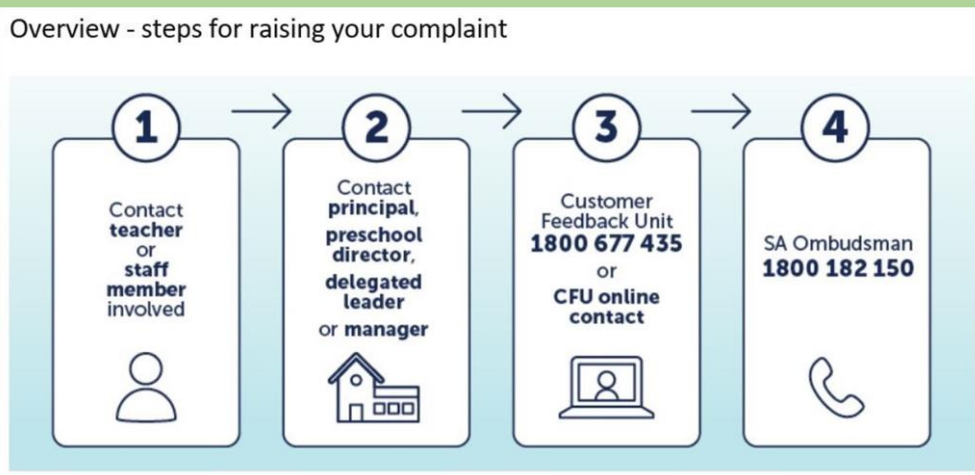 Overview - steps for raising your complaint
1
Contact
teacher
or
staff
member
involved
2
Contact
principal,
preschool
director,
delegated
leader
or manager
3
Customer
Feedback Unit
1800 677 435
or
CFU online
contact
4
SA Ombudsman
1800 182 150